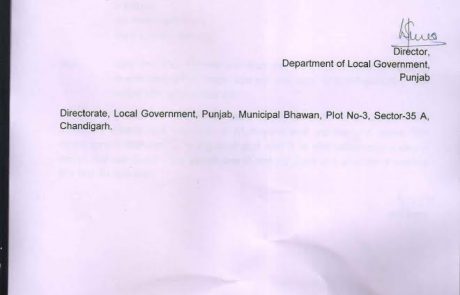 Director,
Department of Local Government,
Punjab
Directorate, Local Government, Punjab, Municipal Bhawan, Plot No-3, Sector-35 A,
Chandigarh.